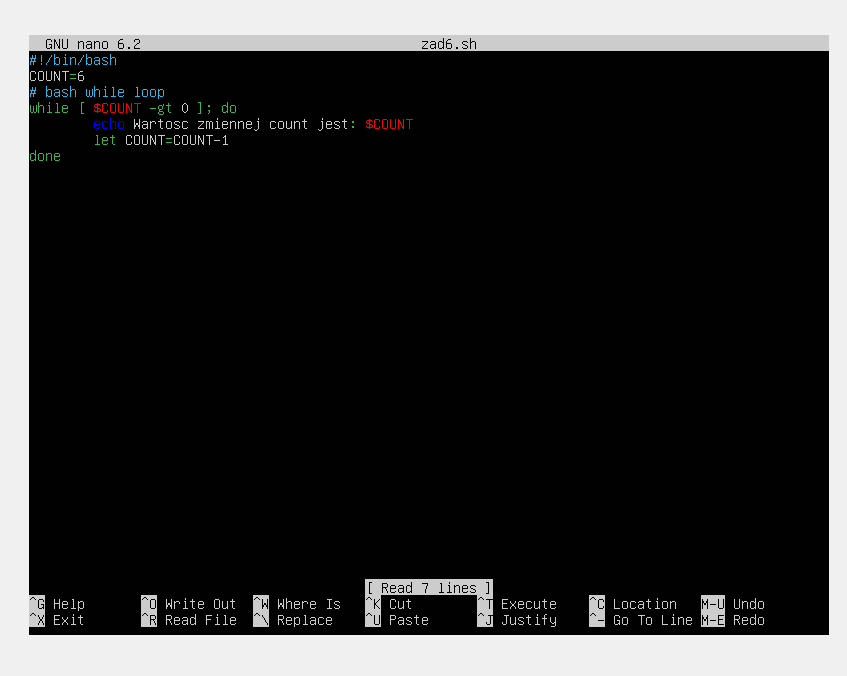 GNU nano 6.2 zad6.sh
#!/bin/bash
COUNT=6
# bash while loop
while [ $COUNT -gt 0 ]; do
        echo Wartosc zmiennej count jest: $COUNT
        let COUNT=COUNT-1
done
[ Read 7 lines ]
^G Help ^O Write Out ^W Where Is ^K Cut ^T Execute ^C Location M-U Undo
^X Exit ^R Read File ^\ Replace ^U Paste ^J Justify ^- Go To Line M-E Redo